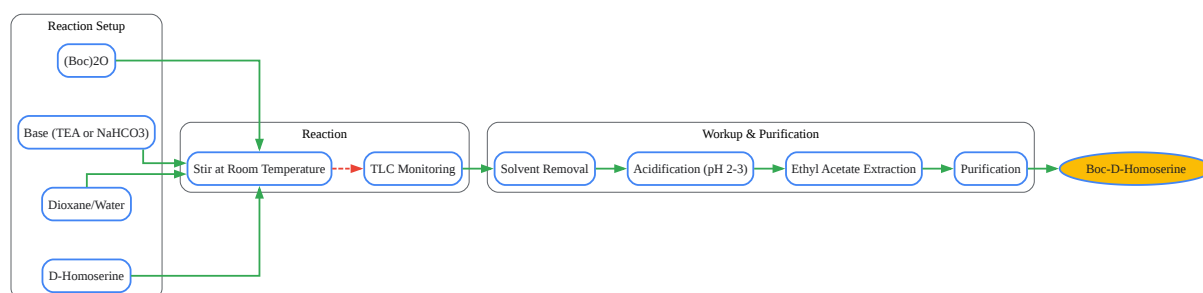 Reaction Setup
(Boc)2O
Base (TEA or NaHCO3)
Dioxane/Water
D-Homoserine
Reaction
Stir at Room Temperature
TLC Monitoring
Workup & Purification
Solvent Removal
Acidification (pH 2-3)
Ethyl Acetate Extraction
Purification
Boc-D-Homoserine